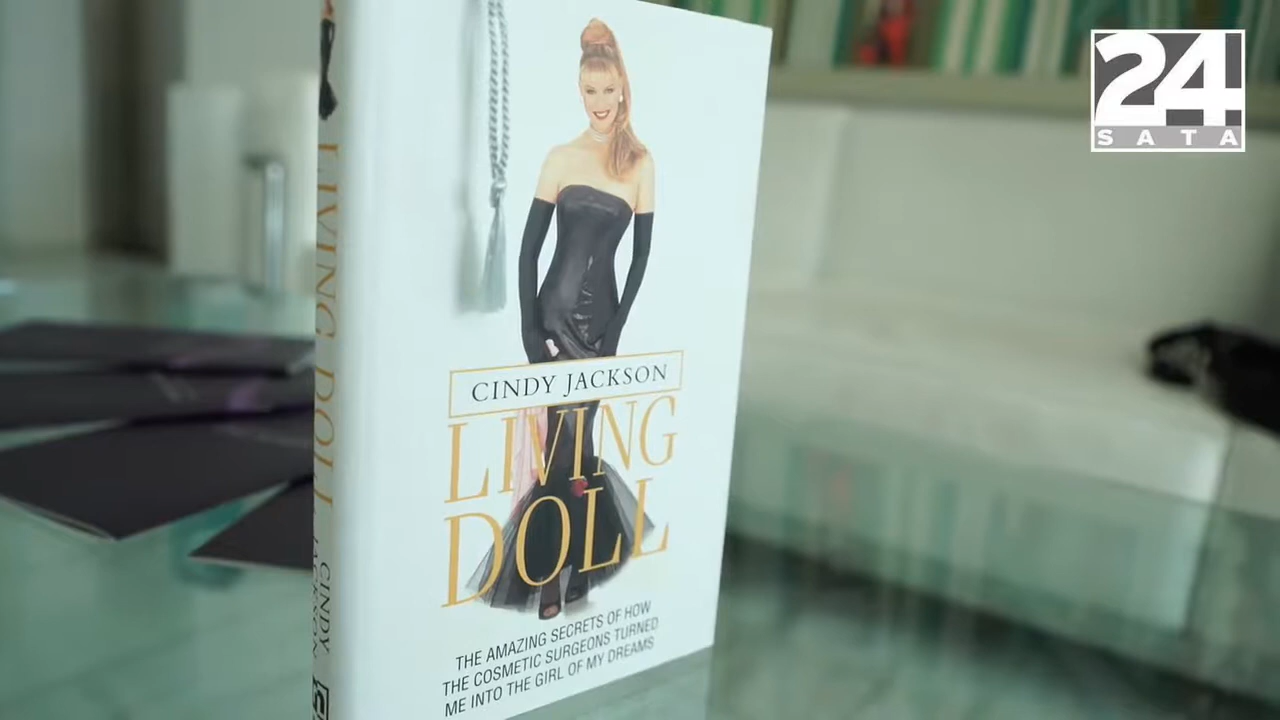 24
SATA
LIVING DOLL CINDY JACKSON
CINDY JACKSON
LIVING
DOLL
THE AMAZING SECRETS OF HOW
THE COSMETIC SURGEONS TURNED
ME INTO THE GIRL OF MY DREAMS